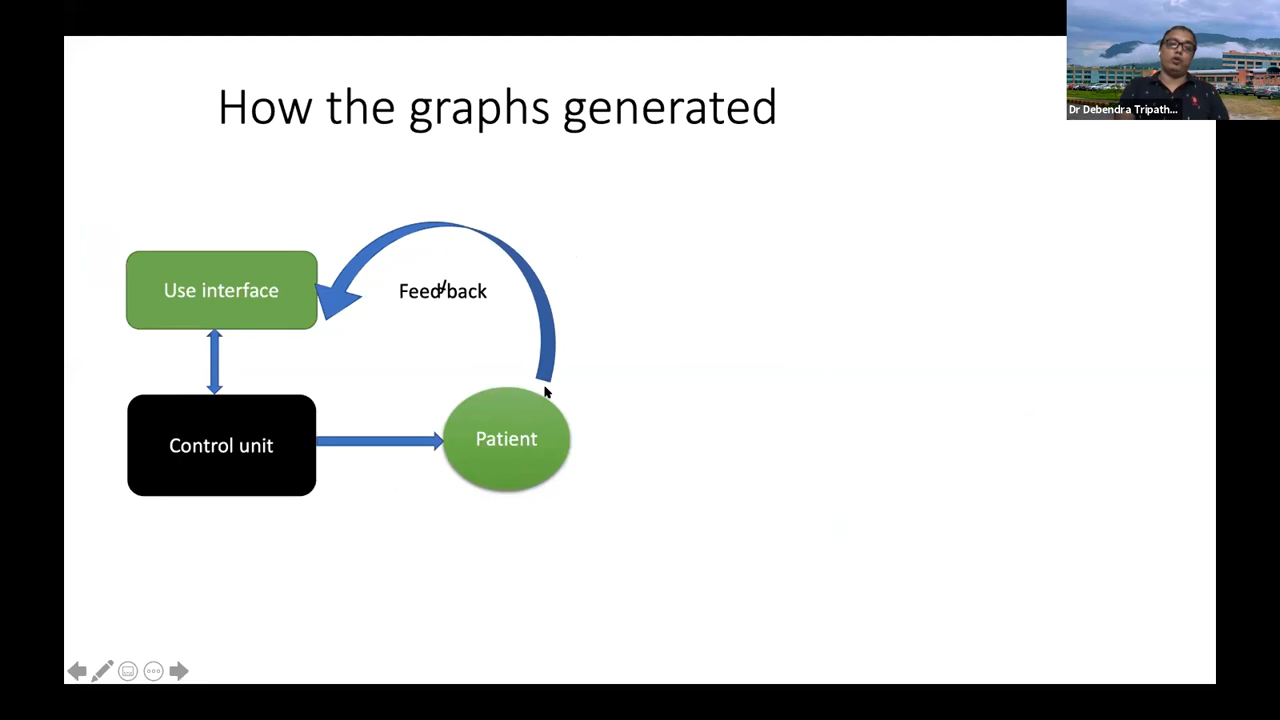 How the graphs generated
Dr Debendra Tripath...
Use interface
Feedback
Control unit
Patient